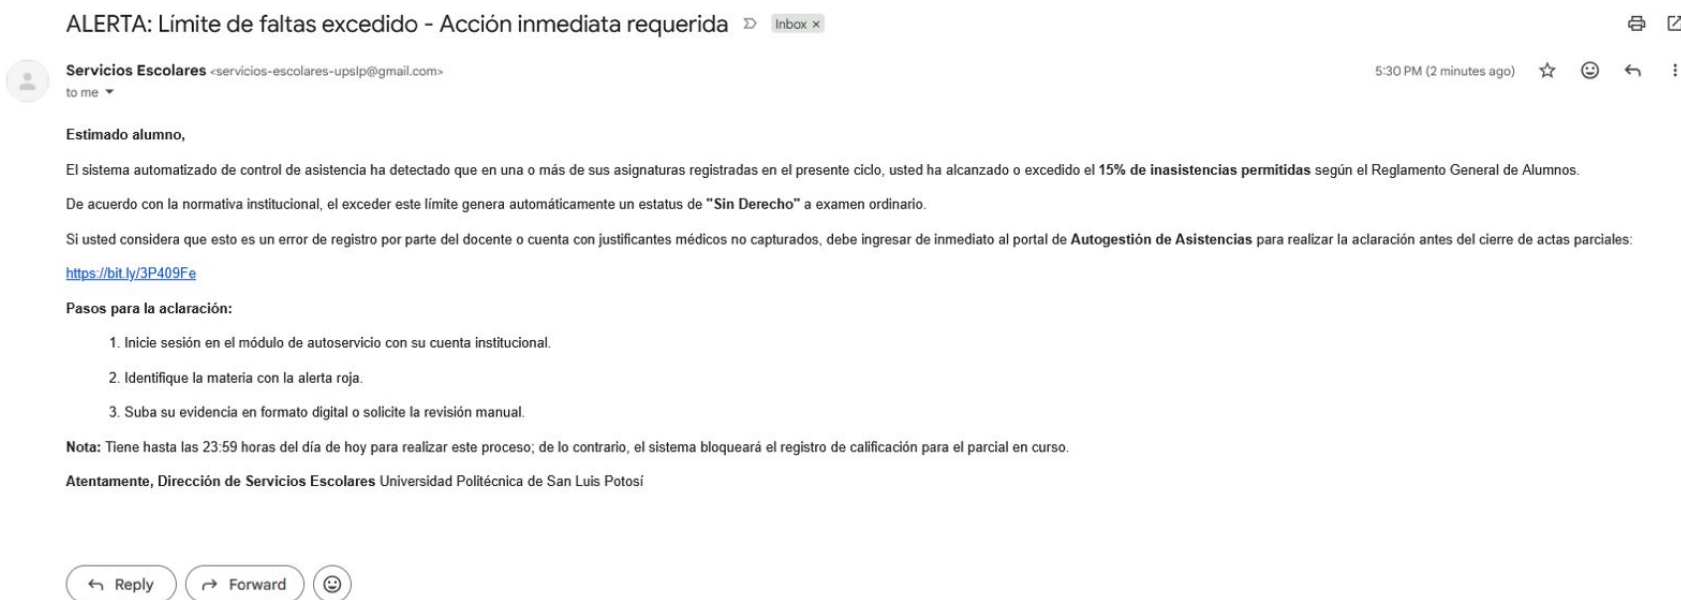 ALERTA: Límite de faltas excedido - Acción inmediata requerida Inbox ×
Servicios Escolares <servicios-escolares-upslp@gmail.com> 5:30 PM (2 minutes ago)
to me
Estimado alumno,
El sistema automatizado de control de asistencia ha detectado que en una o más de sus asignaturas registradas en el presente ciclo, usted ha alcanzado o excedido el 15% de inasistencias permitidas según el Reglamento General de Alumnos.
De acuerdo con la normativa institucional, el exceder este límite genera automáticamente un estatus de "Sin Derecho" a examen ordinario.
Si usted considera que esto es un error de registro por parte del docente o cuenta con justificantes médicos no capturados, debe ingresar de inmediato al portal de Autogestión de Asistencias para realizar la aclaración antes del cierre de actas parciales:
https://bit.ly/3P409Fe
Pasos para la aclaración:
1. Inicie sesión en el módulo de autoservicio con su cuenta institucional.
2. Identifique la materia con la alerta roja.
3. Suba su evidencia en formato digital o solicite la revisión manual.
Nota: Tiene hasta las 23:59 horas del día de hoy para realizar este proceso; de lo contrario, el sistema bloqueará el registro de calificación para el parcial en curso.
Atentamente, Dirección de Servicios Escolares Universidad Politécnica de San Luis Potosí
Reply Forward